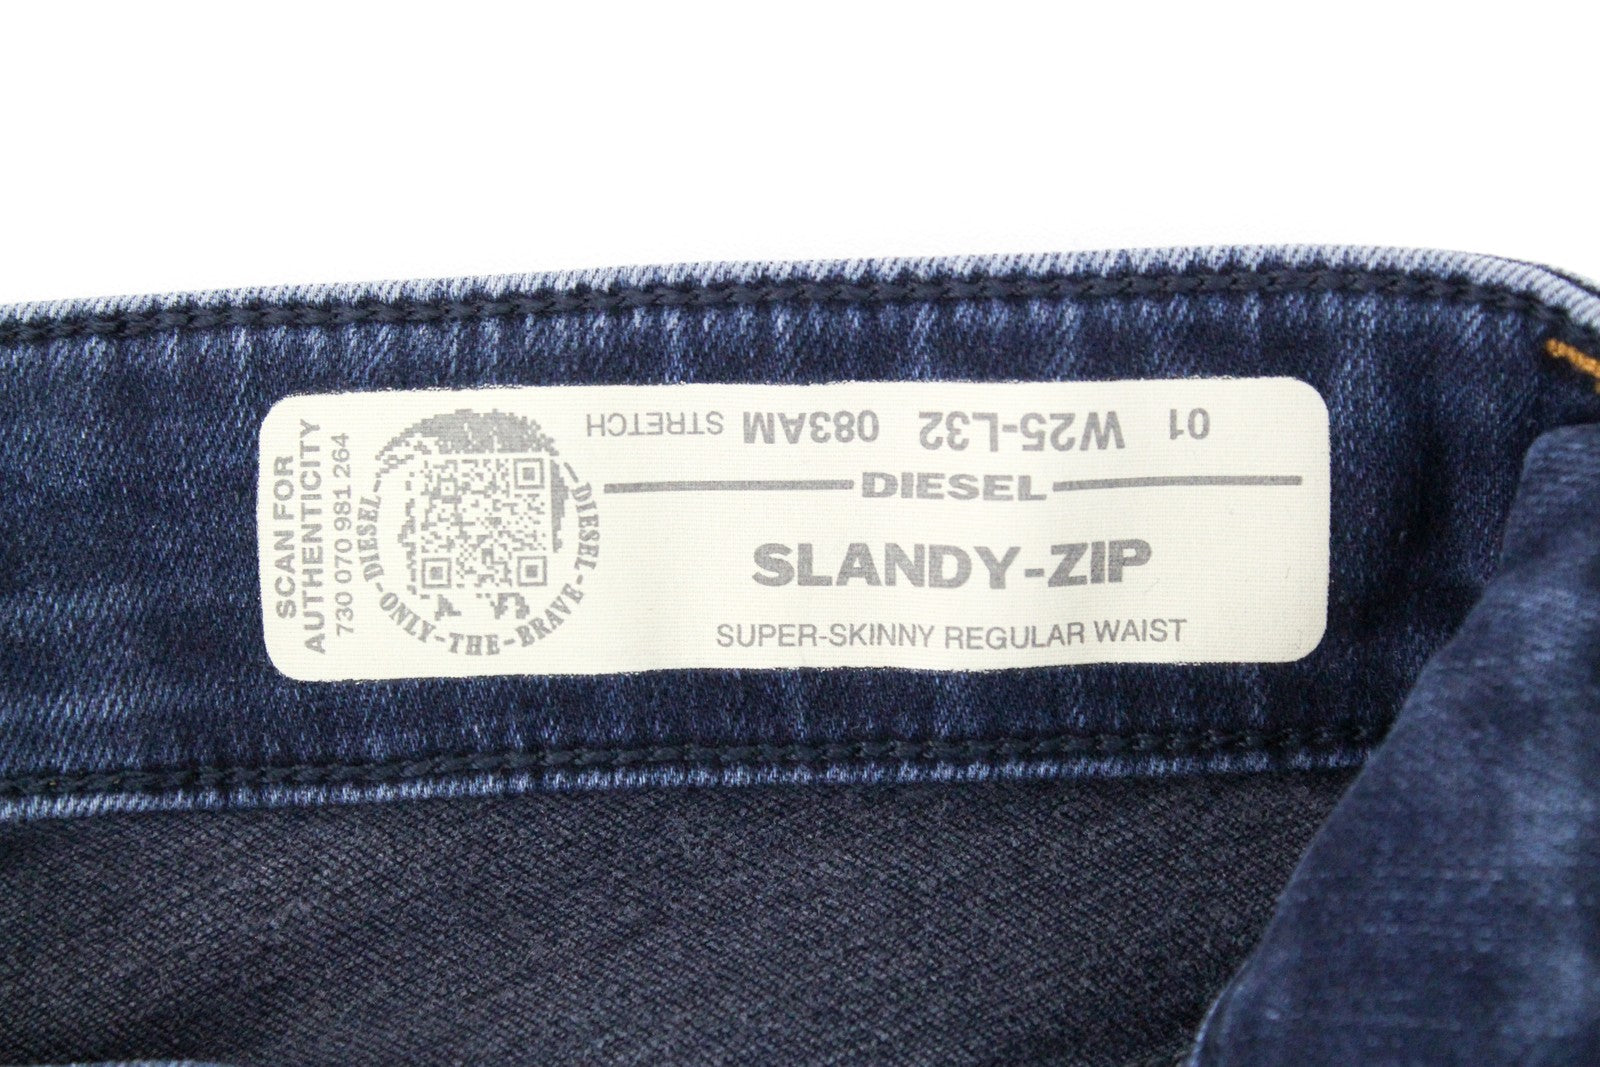 SCAN FOR
AUTHENTICITY
730 070 981 264
DIESEL-ONLY-THE-BRAVE-DIESEL
01 W25-L32 083AM STRETCH
DIESEL
SLANDY-ZIP
SUPER-SKINNY REGULAR WAIST